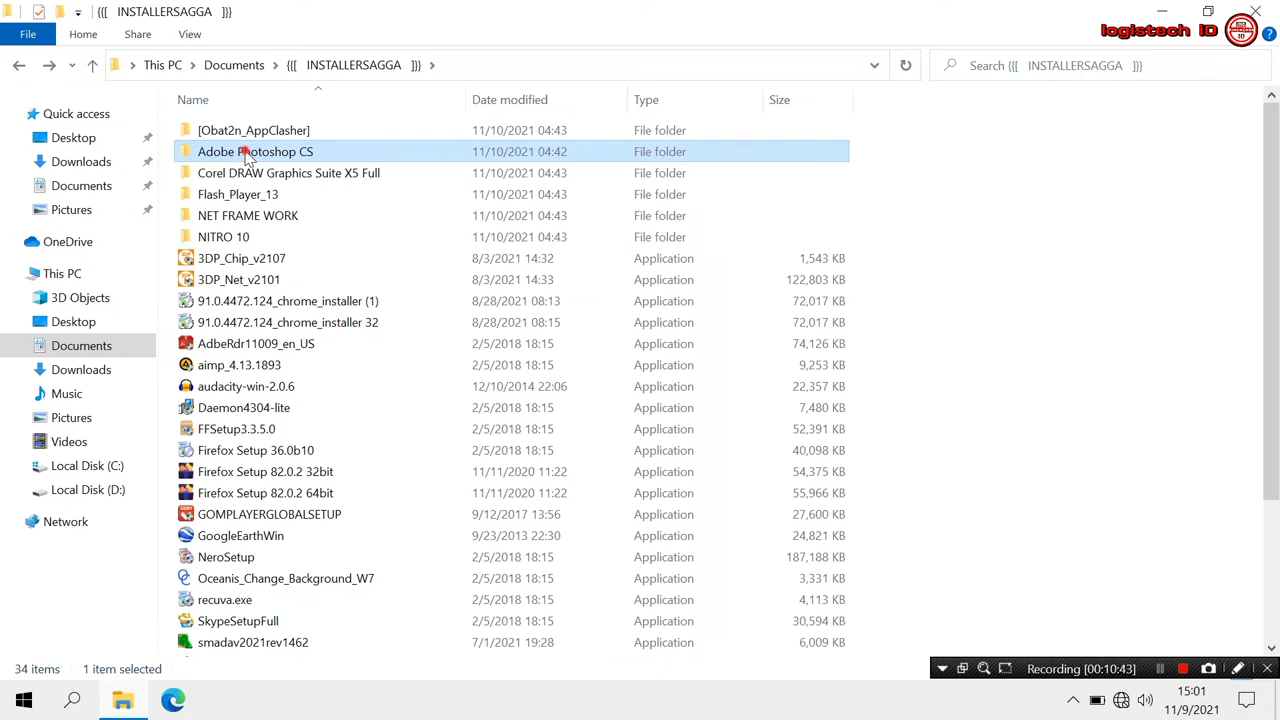 {{{ INSTALLERSAGGA }}}
logistech iD
File Home Share View
This PC Documents {{{ INSTALLERSAGGA }}}
Search {{{ INSTALLERSAGGA }}}
Quick access
Desktop
Downloads
Documents
Pictures
OneDrive
This PC
3D Objects
Desktop
Documents
Downloads
Music
Pictures
Videos
Local Disk (C:)
Local Disk (D:)
Network
Name Date modified Type Size
[Obat2n_AppClasher] 11/10/2021 04:43 File folder
Adobe Photoshop CS 11/10/2021 04:42 File folder
Corel DRAW Graphics Suite X5 Full 11/10/2021 04:43 File folder
Flash_Player_13 11/10/2021 04:43 File folder
NET FRAME WORK 11/10/2021 04:43 File folder
NITRO 10 11/10/2021 04:43 File folder
3DP_Chip_v2107 8/3/2021 14:32 Application 1,543 KB
3DP_Net_v2101 8/3/2021 14:33 Application 122,803 KB
91.0.4472.124_chrome_installer (1) 8/28/2021 08:13 Application 72,017 KB
91.0.4472.124_chrome_installer 32 8/28/2021 08:15 Application 72,017 KB
AdbeRdr11009_en_US 2/5/2018 18:15 Application 74,126 KB
aimp_4.13.1893 2/5/2018 18:15 Application 9,253 KB
audacity-win-2.0.6 12/10/2014 22:06 Application 22,357 KB
Daemon4304-lite 2/5/2018 18:15 Application 7,480 KB
FFSetup3.3.5.0 2/5/2018 18:15 Application 52,391 KB
Firefox Setup 36.0b10 2/5/2018 18:15 Application 40,098 KB
Firefox Setup 82.0.2 32bit 11/11/2020 11:22 Application 54,375 KB
Firefox Setup 82.0.2 64bit 11/11/2020 11:22 Application 55,966 KB
GOMPLAYERGLOBALSETUP 9/12/2017 13:56 Application 27,600 KB
GoogleEarthWin 9/23/2013 22:30 Application 24,821 KB
NeroSetup 2/5/2018 18:15 Application 187,188 KB
Oceanis_Change_Background_W7 2/5/2018 18:15 Application 3,331 KB
recuva.exe 2/5/2018 18:15 Application 4,113 KB
SkypeSetupFull 2/5/2018 18:15 Application 30,594 KB
smadav2021rev1462 7/1/2021 19:28 Application 6,009 KB
34 items 1 item selected
Recording [00:10:43]
15:01
11/9/2021